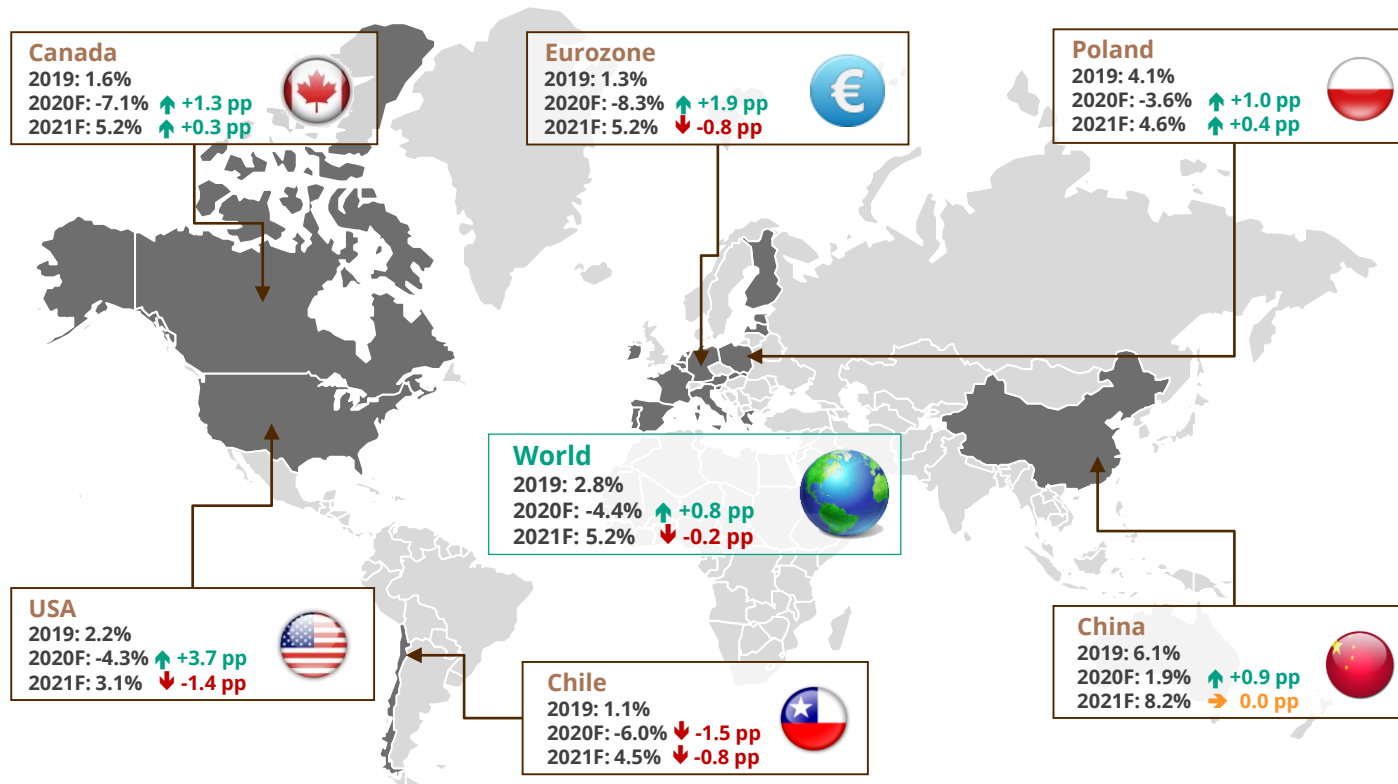 Canada
2019: 1.6%
2020F: -7.1% +1.3 pp
2021F: 5.2% +0.3 pp
Eurozone
2019: 1.3%
2020F: -8.3% +1.9 pp
2021F: 5.2% -0.8 pp
€
Poland
2019: 4.1%
2020F: -3.6% +1.0 pp
2021F: 4.6% +0.4 pp
World
2019: 2.8%
2020F: -4.4% +0.8 pp
2021F: 5.2% -0.2 pp
USA
2019: 2.2%
2020F: -4.3% +3.7 pp
2021F: 3.1% -1.4 pp
Chile
2019: 1.1%
2020F: -6.0% -1.5 pp
2021F: 4.5% -0.8 pp
China
2019: 6.1%
2020F: 1.9% +0.9 pp
2021F: 8.2% 0.0 pp